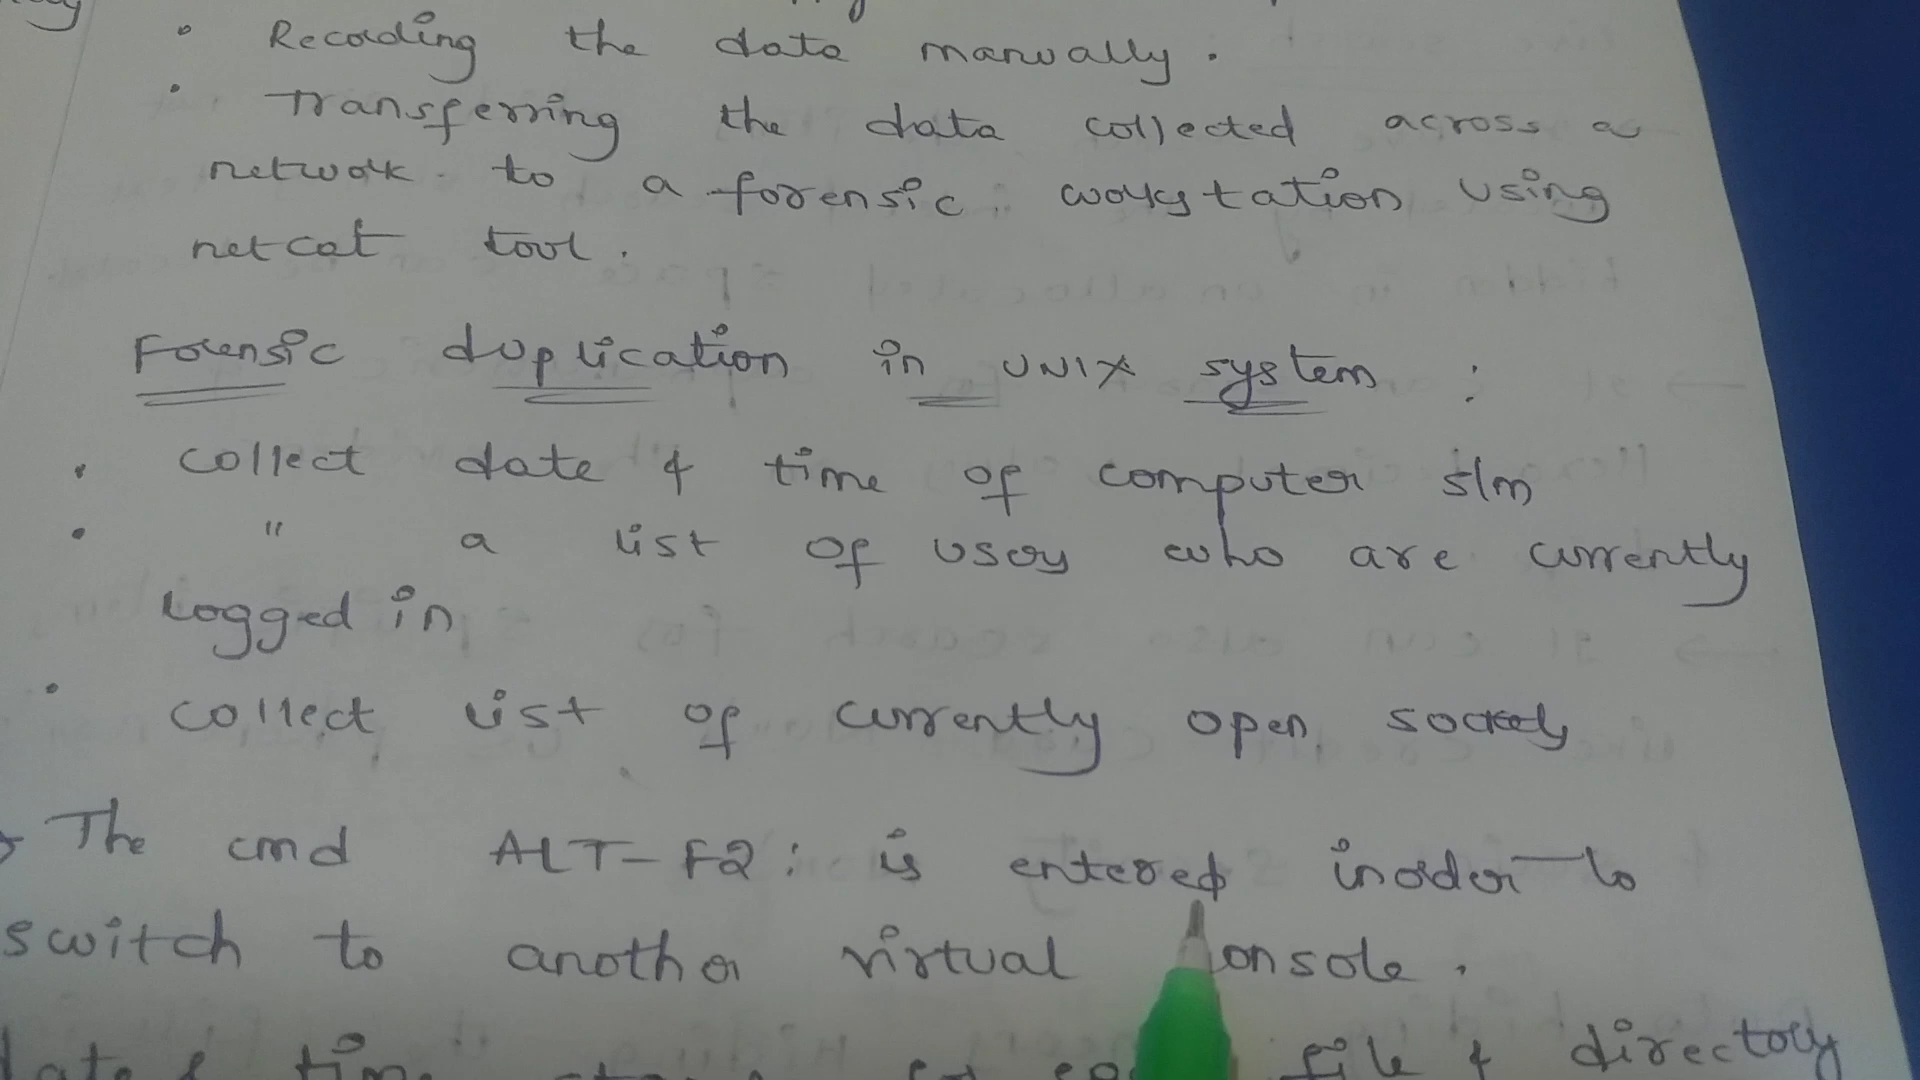 • Recording the data manually.
• Transferring the data collected across a
network to a forensic workstation using
netcat tool.
Forensic duplication in UNIX system :
• collect date & time of computer s/m
• " a list of users who are currently
logged in
• collect list of currently open sockets
The cmd ALT-F2: is entered inorder to
switch to another virtual console.
date & time file & directory